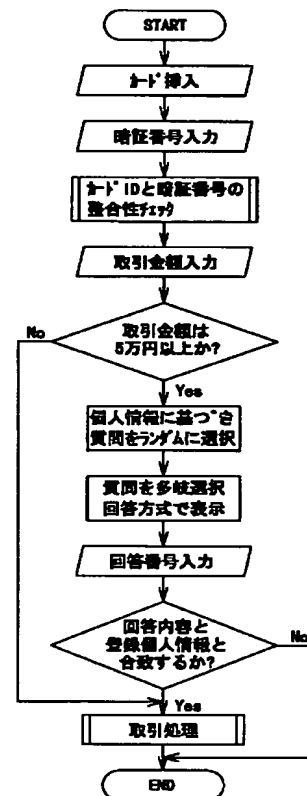 START
ｶｰﾄﾞ挿入
暗証番号入力
ｶｰﾄﾞIDと暗証番号の
整合性ﾁｪｯｸ
取引金額入力
取引金額は
5万円以上か?
No
Yes
個人情報に基づき
質問をﾗﾝﾀﾞﾑに選択
質問を多岐選択
回答方式で表示
回答番号入力
回答内容と
登録個人情報と
合致するか?
No
Yes
取引処理
END